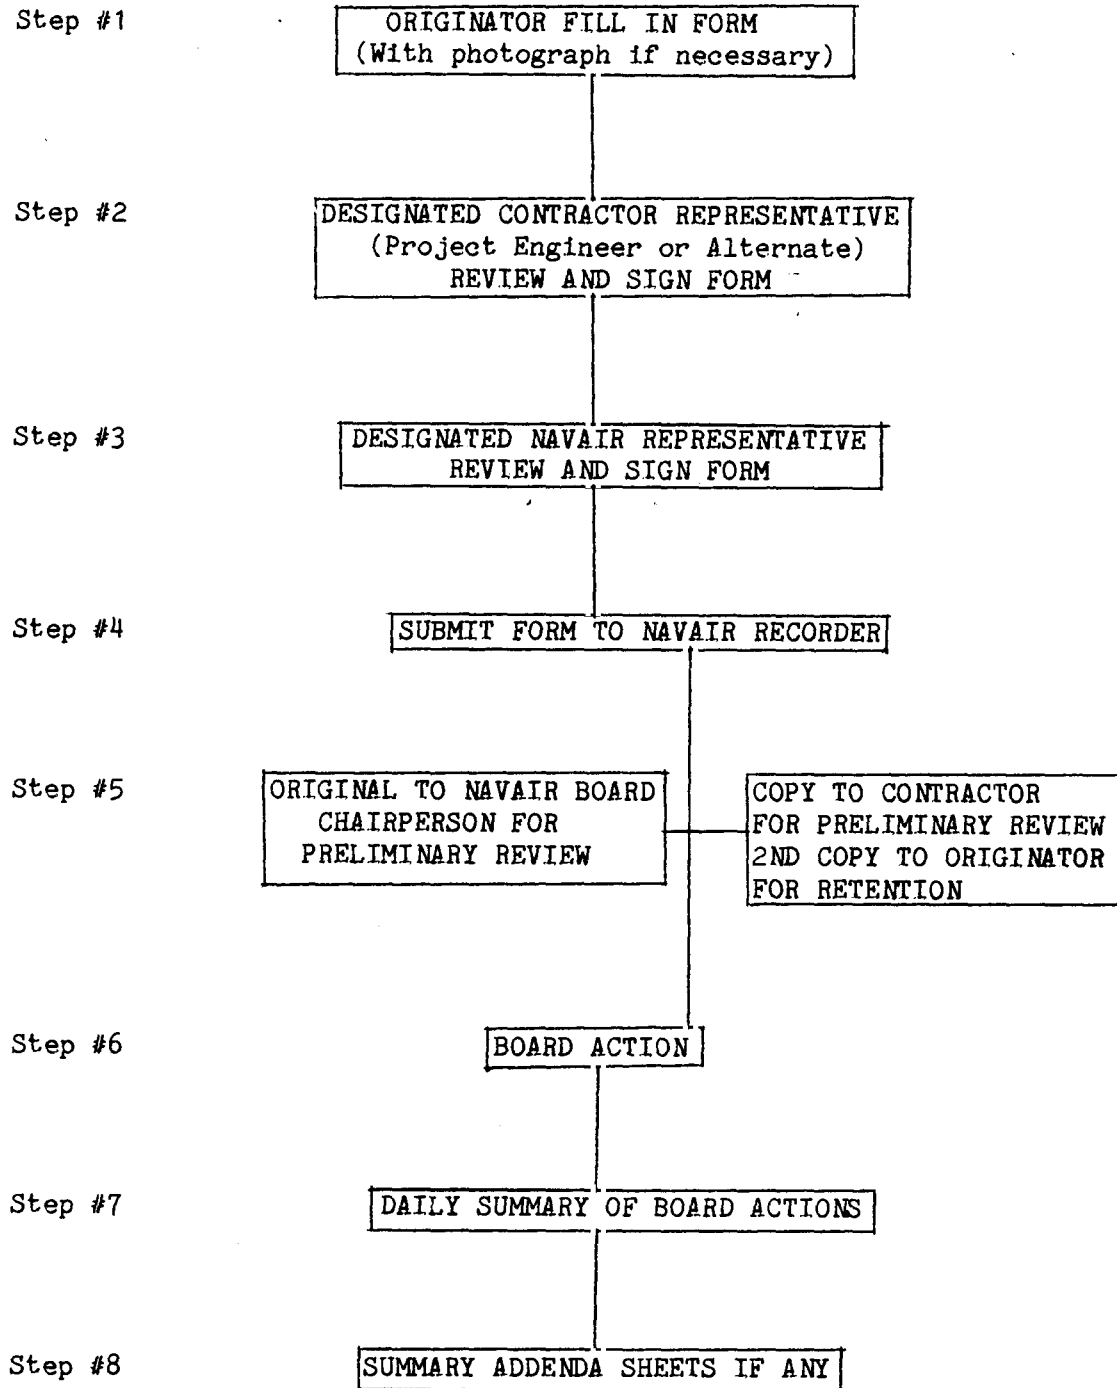 Step #1
ORIGINATOR FILL IN FORM
(With photograph if necessary)
Step #2
DESIGNATED CONTRACTOR REPRESENTATIVE
(Project Engineer or Alternate)
REVIEW AND SIGN FORM
Step #3
DESIGNATED NAVAIR REPRESENTATIVE
REVIEW AND SIGN FORM
Step #4
SUBMIT FORM TO NAVAIR RECORDER
Step #5
ORIGINAL TO NAVAIR BOARD
CHAIRPERSON FOR
PRELIMINARY REVIEW
COPY TO CONTRACTOR
FOR PRELIMINARY REVIEW
2ND COPY TO ORIGINATOR
FOR RETENTION
Step #6
BOARD ACTION
Step #7
DAILY SUMMARY OF BOARD ACTIONS
Step #8
SUMMARY ADDENDA SHEETS IF ANY